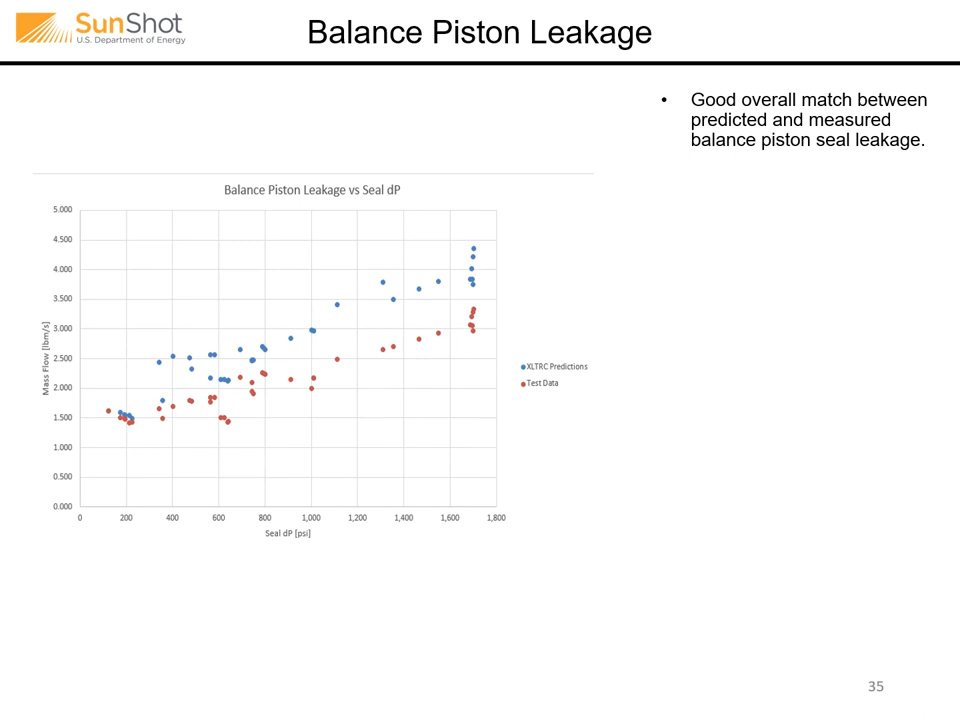 SunShot
U.S. Department of Energy
Balance Piston Leakage
• Good overall match between
predicted and measured
balance piston seal leakage.
Balance Piston Leakage vs Seal dP
5.000
4.500
4.000
3.500
3.000
2.500
2.000
1.500
1.000
0.500
0.000
Mass Flow [lbm/s]
0 200 400 600 800 1,000 1,200 1,400 1,600 1,800
Seal dP [psi]
XLTRC Predictions
Test Data
35